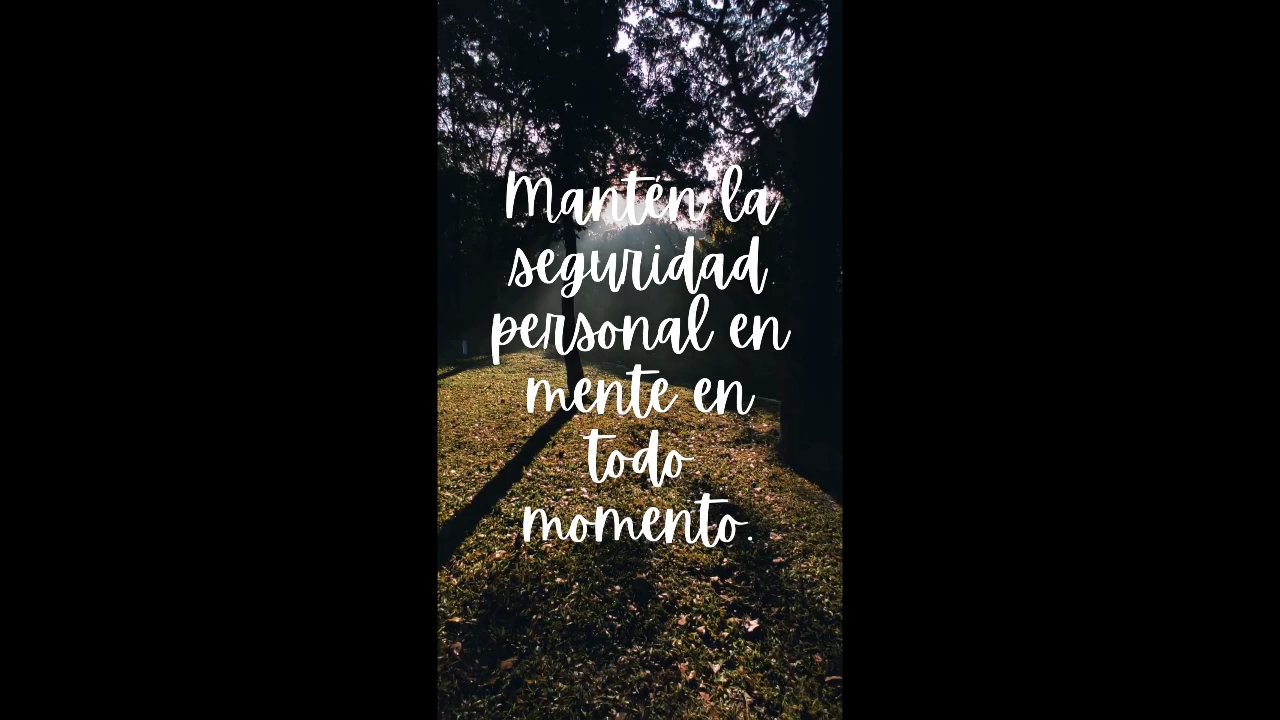 Mantén la
seguridad
personal en
mente en
todo
momento.